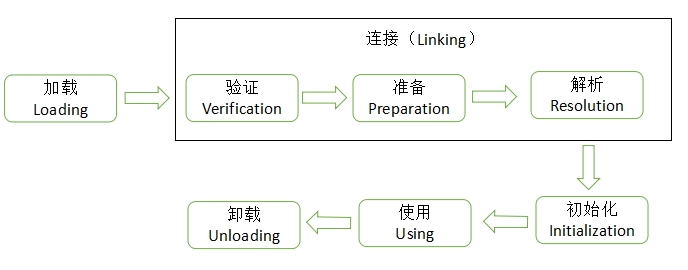 连接（Linking）
加载
Loading
验证
Verification
准备
Preparation
解析
Resolution
初始化
Initialization
使用
Using
卸载
Unloading